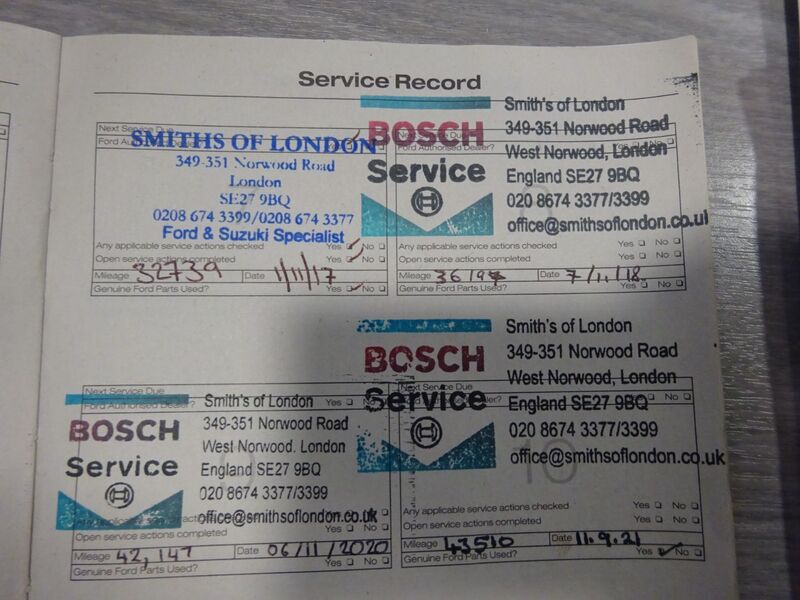 Service Record
Next Service Due
Ford Authorised Dealer?
SMITHS OF LONDON
349-351 Norwood Road
London
SE27 9BQ
0208 674 3399/0208 674 3377
Ford & Suzuki Specialist
Any applicable service actions checked Yes No
Open service actions completed Yes No
Mileage 32739 Date 1/11/17
Genuine Ford Parts Used? Yes No
Next Service Due
BOSCH
Service
Smith's of London
349-351 Norwood Road
West Norwood, London
England SE27 9BQ
020 8674 3377/3399
office@smithsoflondon.co.uk
Any applicable service actions checked Yes No
Open service actions completed Yes No
Mileage Date 7/11/18.
Genuine Ford Parts Used? Yes No
Next Service Due
Ford Authorised Dealer?
BOSCH
Service
Smith's of London
349-351 Norwood Road
West Norwood. London
England SE27 9BQ
020 8674 3377/3399
office@smithsoflondon.co.uk
Yes No
Open service actions completed Yes No
Mileage 42,147 Date 06/11/2020
Genuine Ford Parts Used? Yes No
Next Service Due
BOSCH
Service
Smith's of London
349-351 Norwood Road
West Norwood, London
England SE27 9BQ
020 8674 3377/3399
office@smithsoflondon.co.uk
10
Any applicable service actions checked Yes No
Open service actions completed Yes No
Mileage 43510 Date 11.9.21
Genuine Ford Parts Used? Yes No